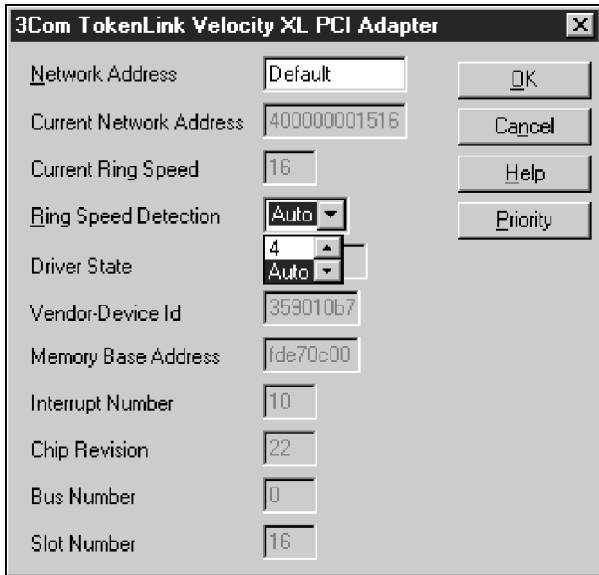 3Com TokenLink Velocity XL PCI Adapter
Network Address Default OK
Current Network Address 400000001516 Cancel
Current Ring Speed 16 Help
Ring Speed Detection Auto Priority
4
Driver State Auto
Vendor-Device Id 359010b7
Memory Base Address fde70c00
Interrupt Number 10
Chip Revision 22
Bus Number 0
Slot Number 16